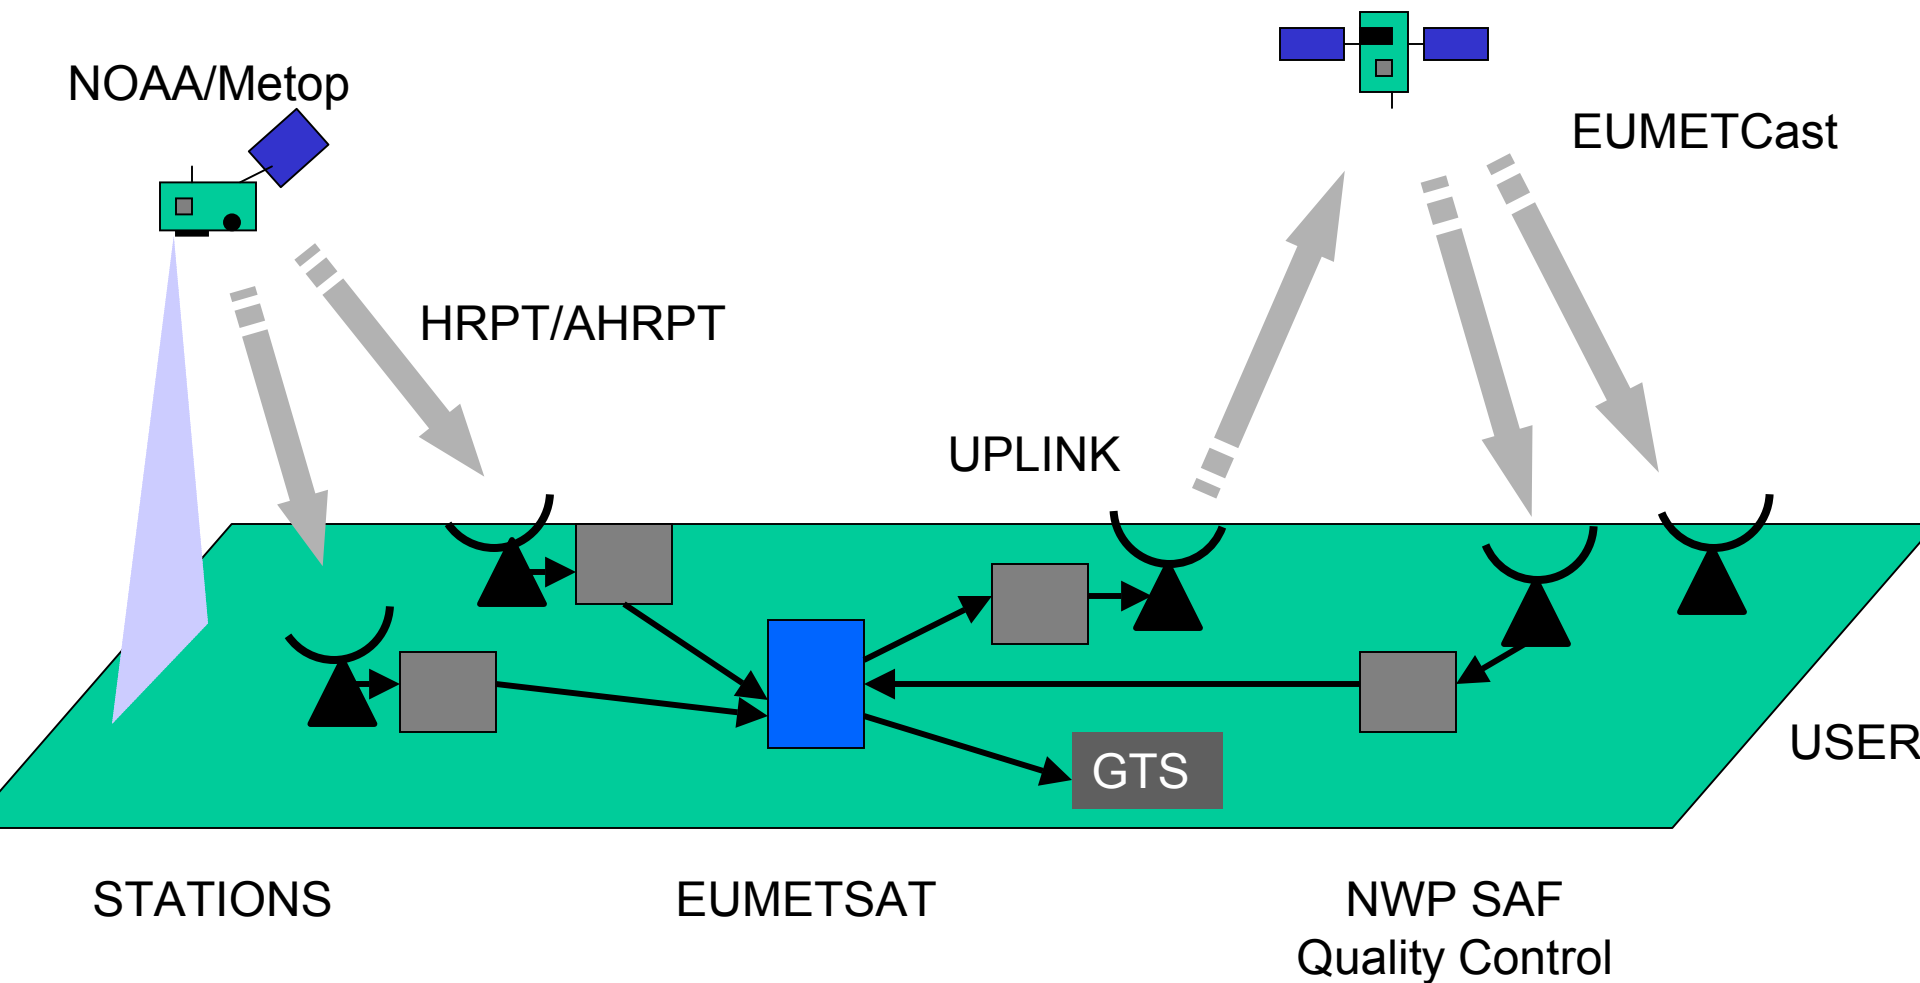 NOAA/Metop
EUMETCast
HRPT/AHRPT
UPLINK
USER
GTS
STATIONS
EUMETSAT
NWP SAF
Quality Control